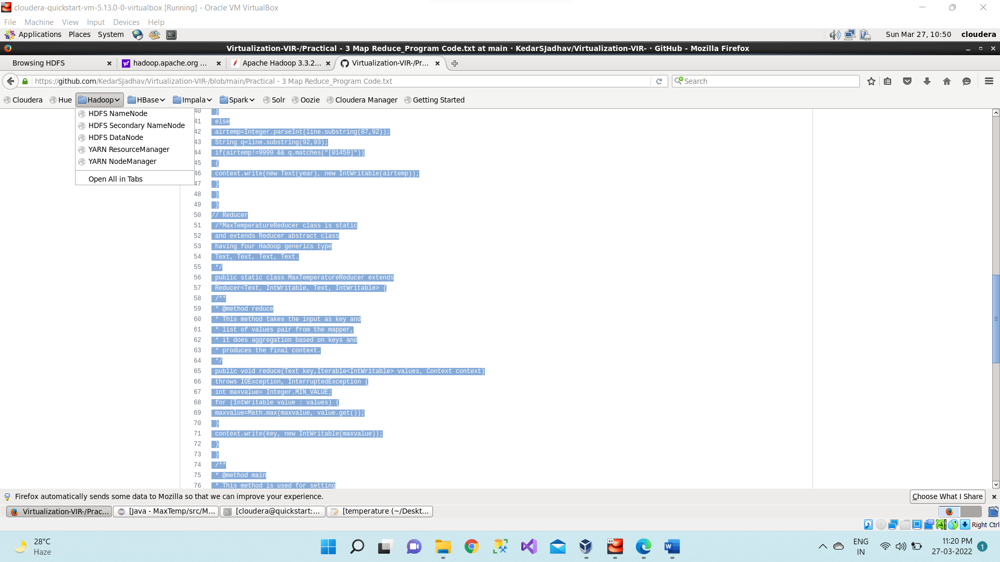 cloudera-quickstart-vm-5.13.0-0-virtualbox [Running] - Oracle VM VirtualBox
File Machine View Input Devices Help
Applications Places System Sun Mar 27, 10:50 cloudera
Virtualization-VIR-/Practical - 3 Map Reduce_Program Code.txt at main · KedarSJadhav/Virtualization-VIR- · GitHub - Mozilla Firefox
Browsing HDFS hadoop.apache.org ... Apache Hadoop 3.3.2... Virtualization-VIR-/Pr...
https://github.com/KedarSJadhav/Virtualization-VIR-/blob/main/Practical - 3 Map Reduce_Program Code.txt Search
Cloudera Hue Hadoop HBase Impala Spark Solr Oozie Cloudera Manager Getting Started
HDFS NameNode
HDFS Secondary NameNode
HDFS DataNode
YARN ResourceManager
YARN NodeManager
Open All in Tabs
40 }
41 else
42 airtemp=Integer.parseInt(line.substring(87,92));
43 String q=line.substring(92,93);
44 if(airtemp!=9999 && q.matches("[01459]"))
45 {
46 context.write(new Text(year), new IntWritable(airtemp));
47 }
48 }
49 }
50 // Reducer
51 /*MaxTemperatureReducer class is static
52 and extends Reducer abstract class
53 having four Hadoop generics type
54 Text, Text, Text, Text.
55 */
56 public static class MaxTemperatureReducer extends
57 Reducer<Text, IntWritable, Text, IntWritable> {
58 /**
59 * @method reduce
60 * This method takes the input as key and
61 * list of values pair from the mapper,
62 * it does aggregation based on keys and
63 * produces the final context.
64 */
65 public void reduce(Text key,Iterable<IntWritable> values, Context context)
66 throws IOException, InterruptedException {
67 int maxvalue= Integer.MIN_VALUE;
68 for (IntWritable value : values) {
69 maxvalue=Math.max(maxvalue, value.get());
70 }
71 context.write(key, new IntWritable(maxvalue));
72 }
73 }
74 /**
75 * @method main
76 * This method is used for setting
Firefox automatically sends some data to Mozilla so that we can improve your experience. Choose What I Share
Virtualization-VIR-/Prac... [Java - MaxTemp/src/M... [cloudera@quickstart:... [temperature (~/Deskt...
Right Ctrl
28°C
Haze
ENG
IN
11:20 PM
27-03-2022
1